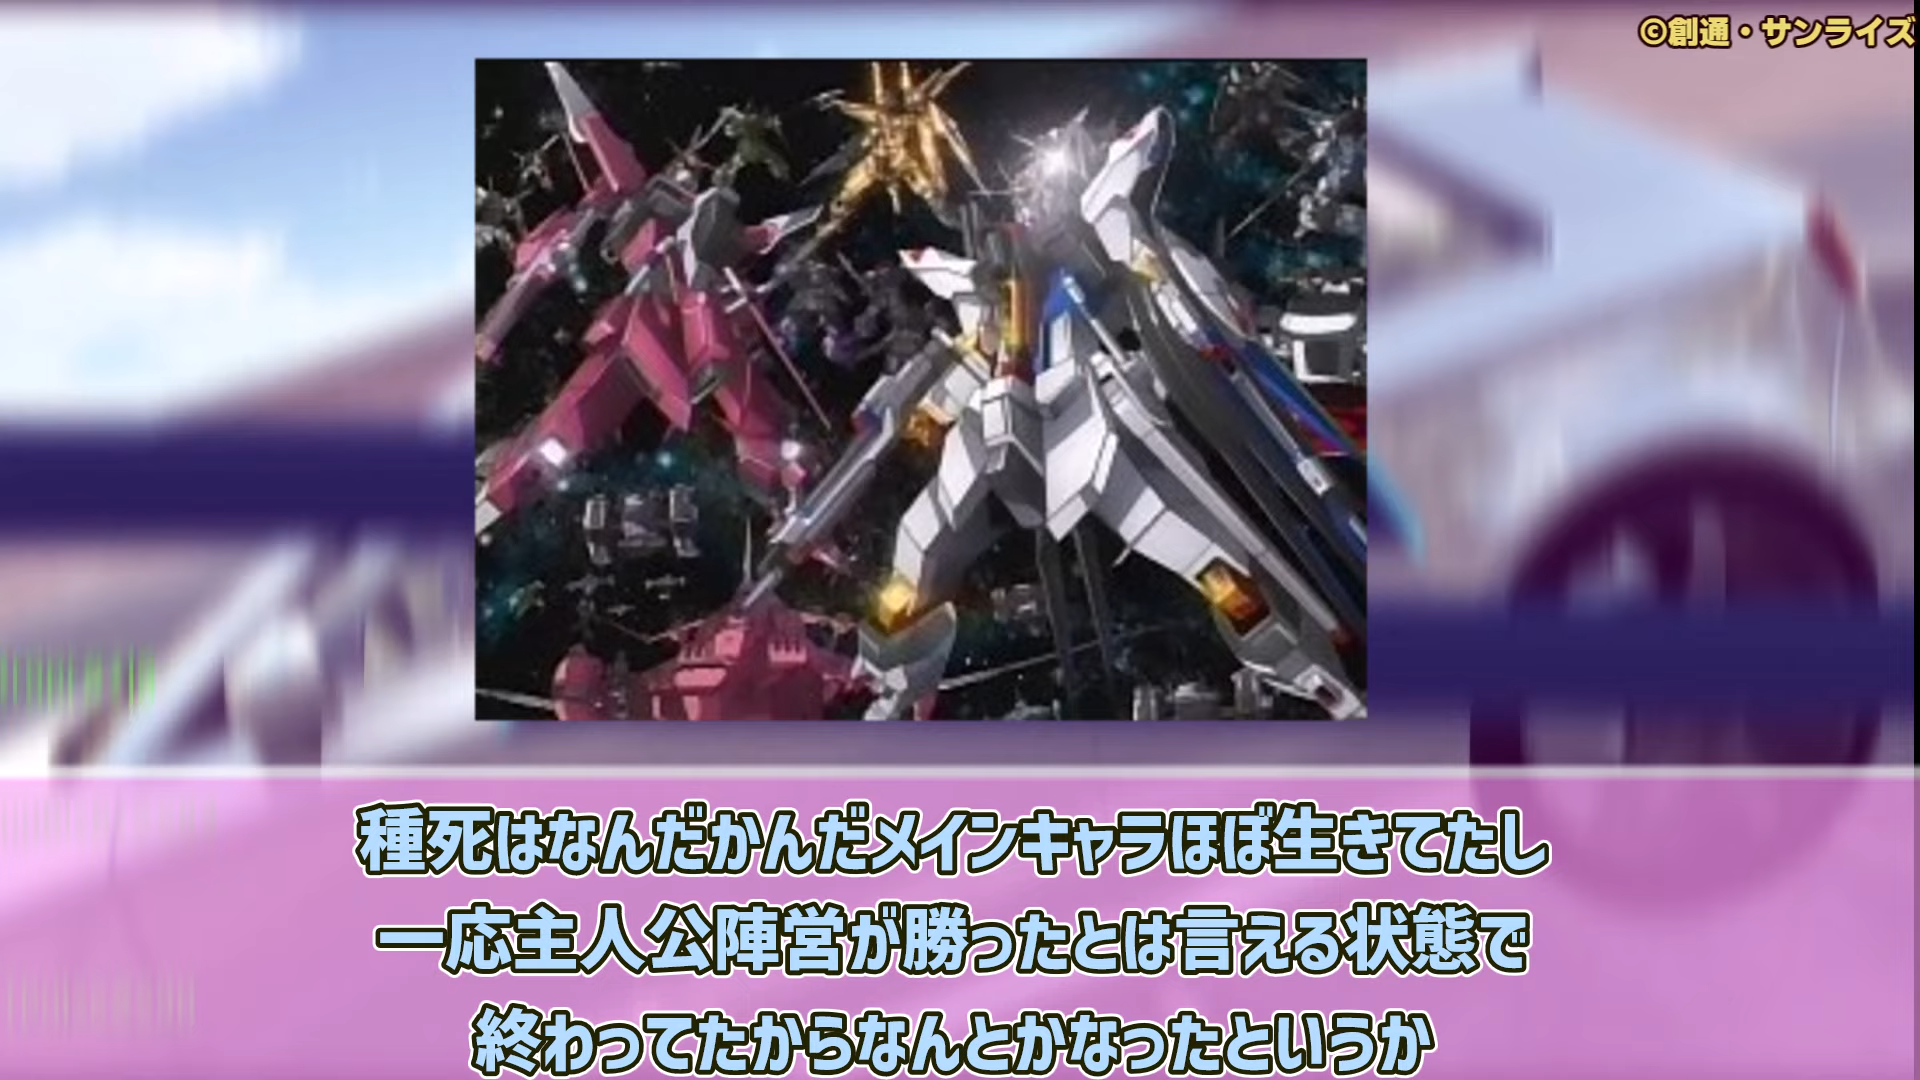 ©創通・サンライズ
種死はなんだかんだメインキャラほぼ生きてたし
一応主人公陣営が勝ったとは言える状態で
終わってたからなんとかなったというか